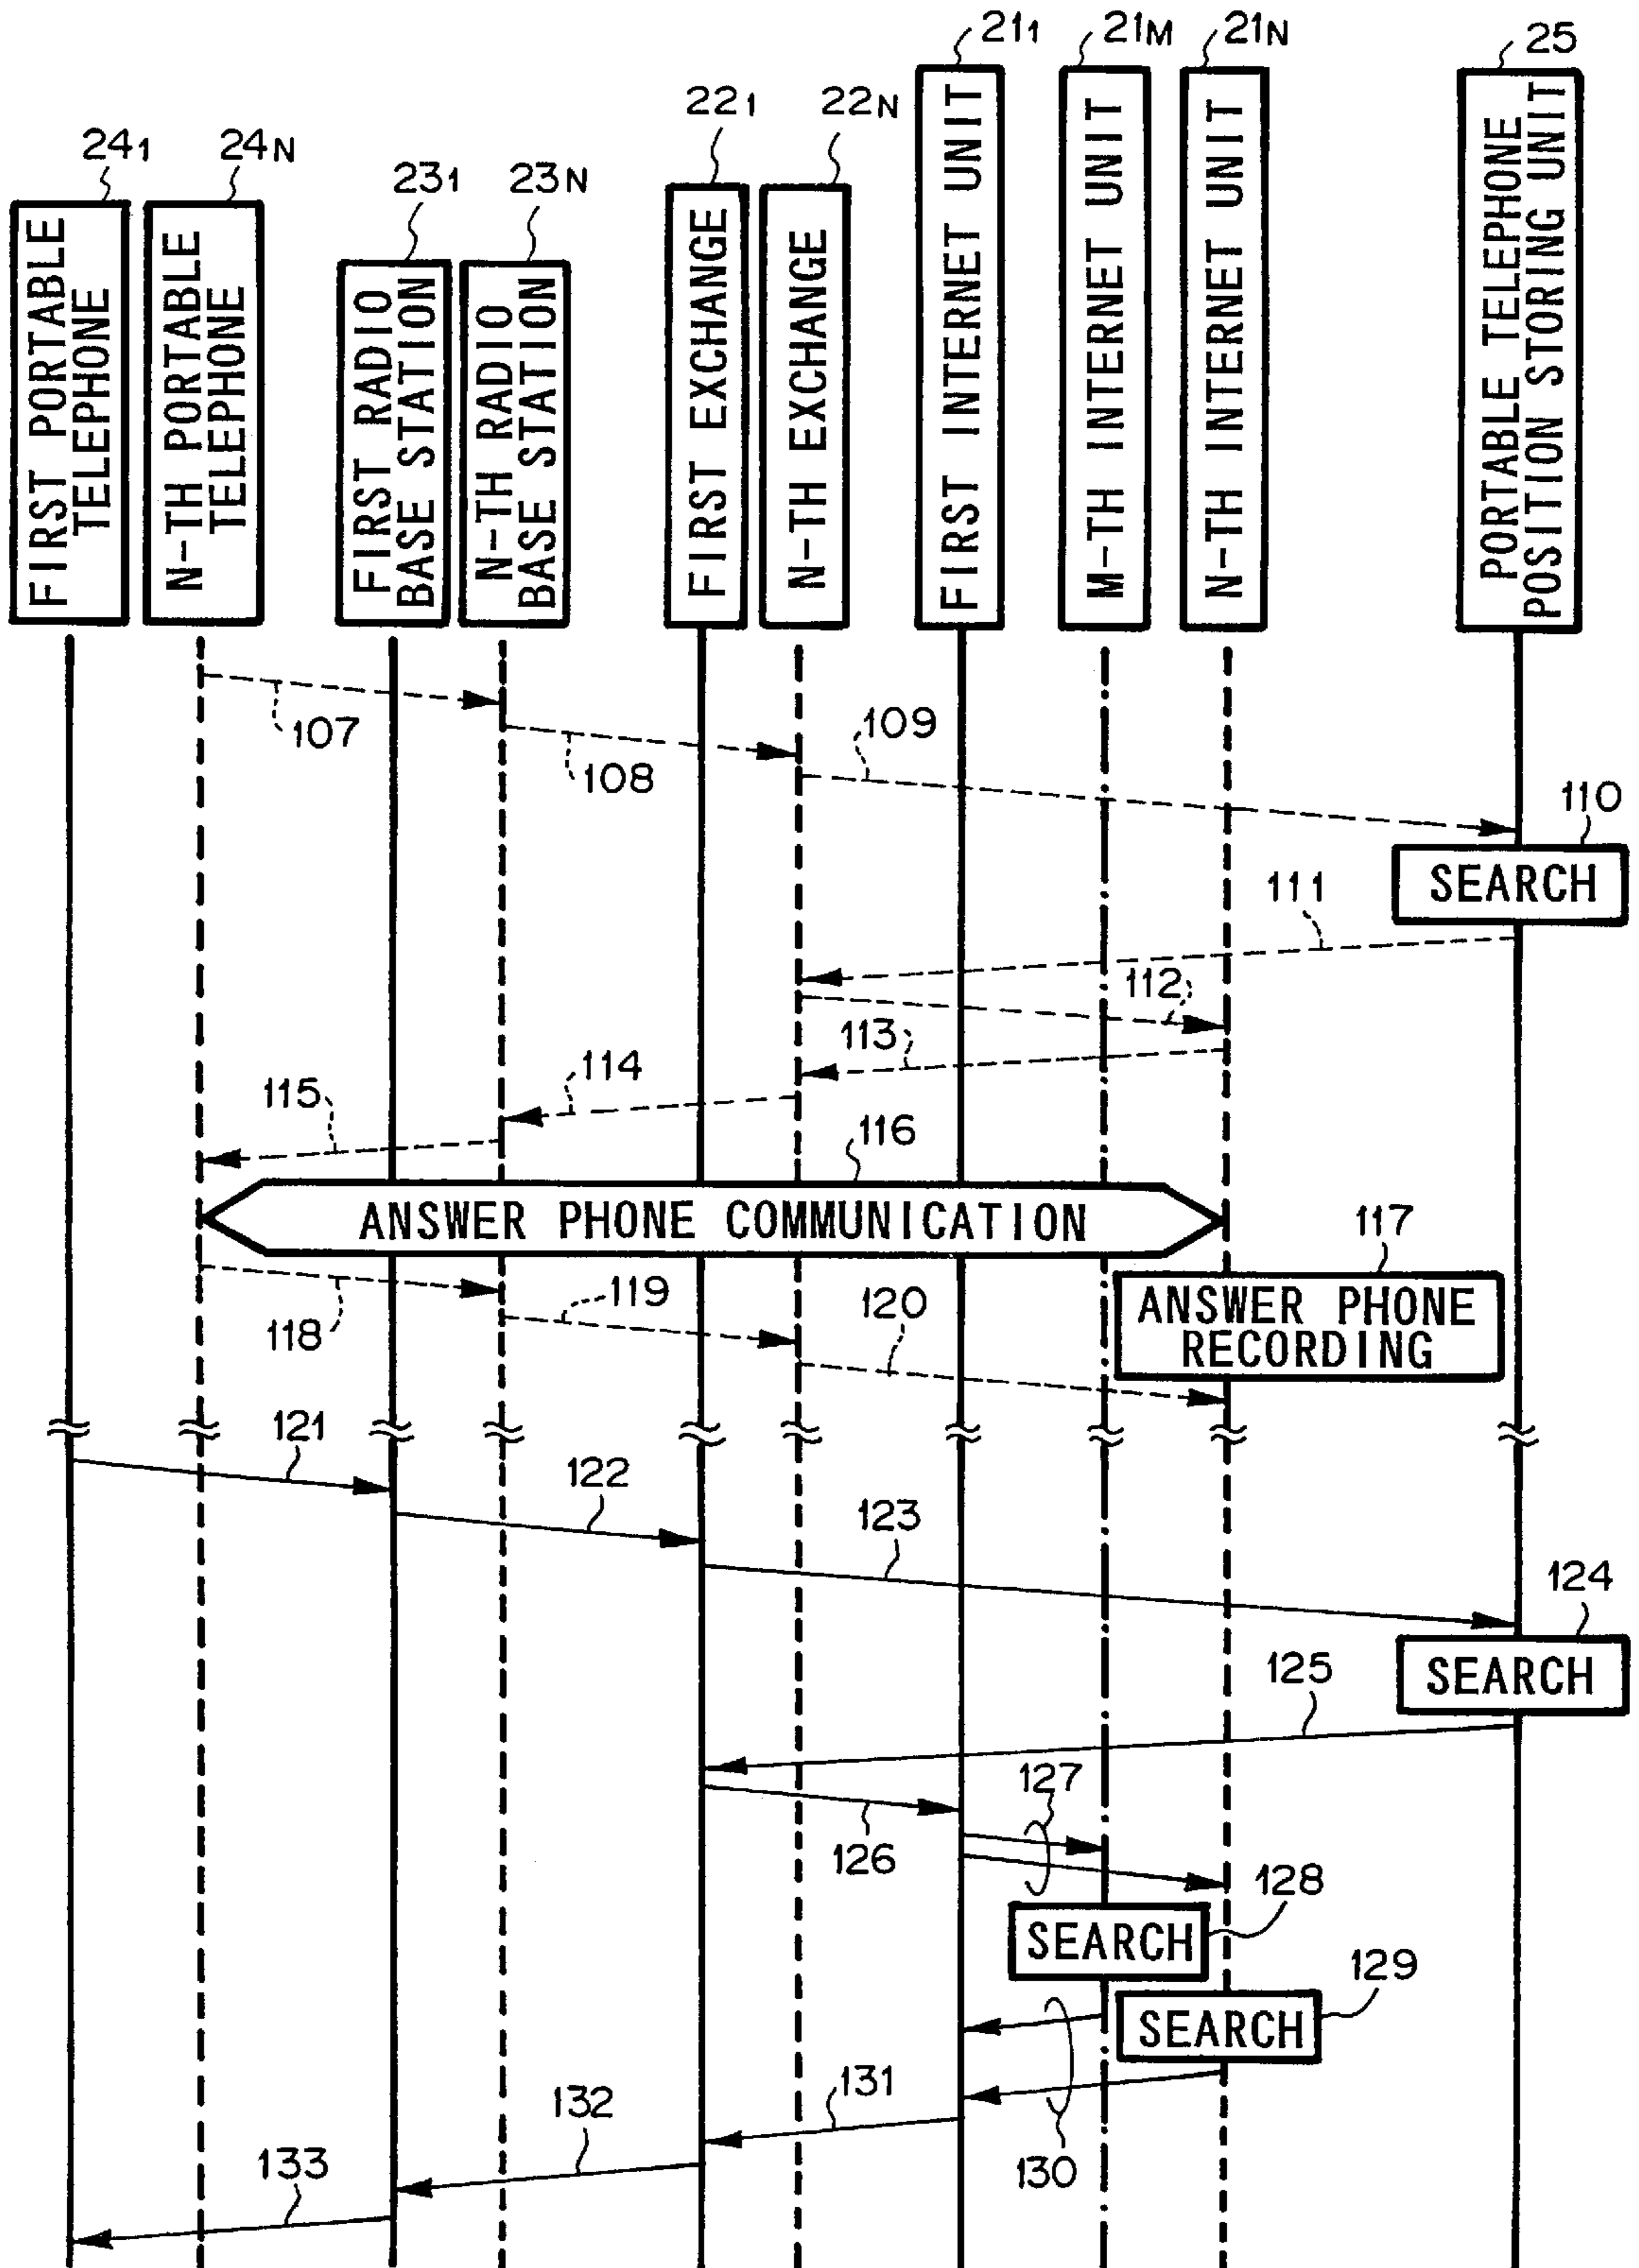 24₁
24N
23₁
23N
22₁
22N
21₁
21M
21N
25
FIRST PORTABLE
TELEPHONE
N-TH PORTABLE
TELEPHONE
FIRST RADIO
BASE STATION
N-TH RADIO
BASE STATION
FIRST EXCHANGE
N-TH EXCHANGE
FIRST INTERNET UNIT
M-TH INTERNET UNIT
N-TH INTERNET UNIT
PORTABLE TELEPHONE
POSITION STORING UNIT
107
108
109
110
SEARCH
111
112
113
114
115
116
ANSWER PHONE COMMUNICATION
117
ANSWER PHONE
RECORDING
118
119
120
121
122
123
124
SEARCH
125
126
127
128
SEARCH
129
SEARCH
130
131
132
133